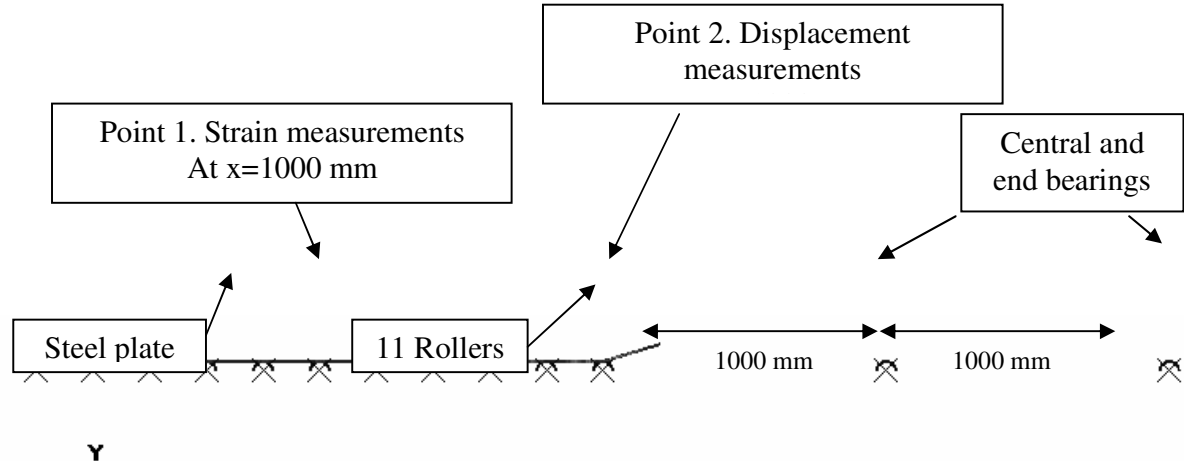 Point 2. Displacement
measurements
Point 1. Strain measurements
At x=1000 mm
Central and
end bearings
Steel plate
11 Rollers
1000 mm
1000 mm
Y